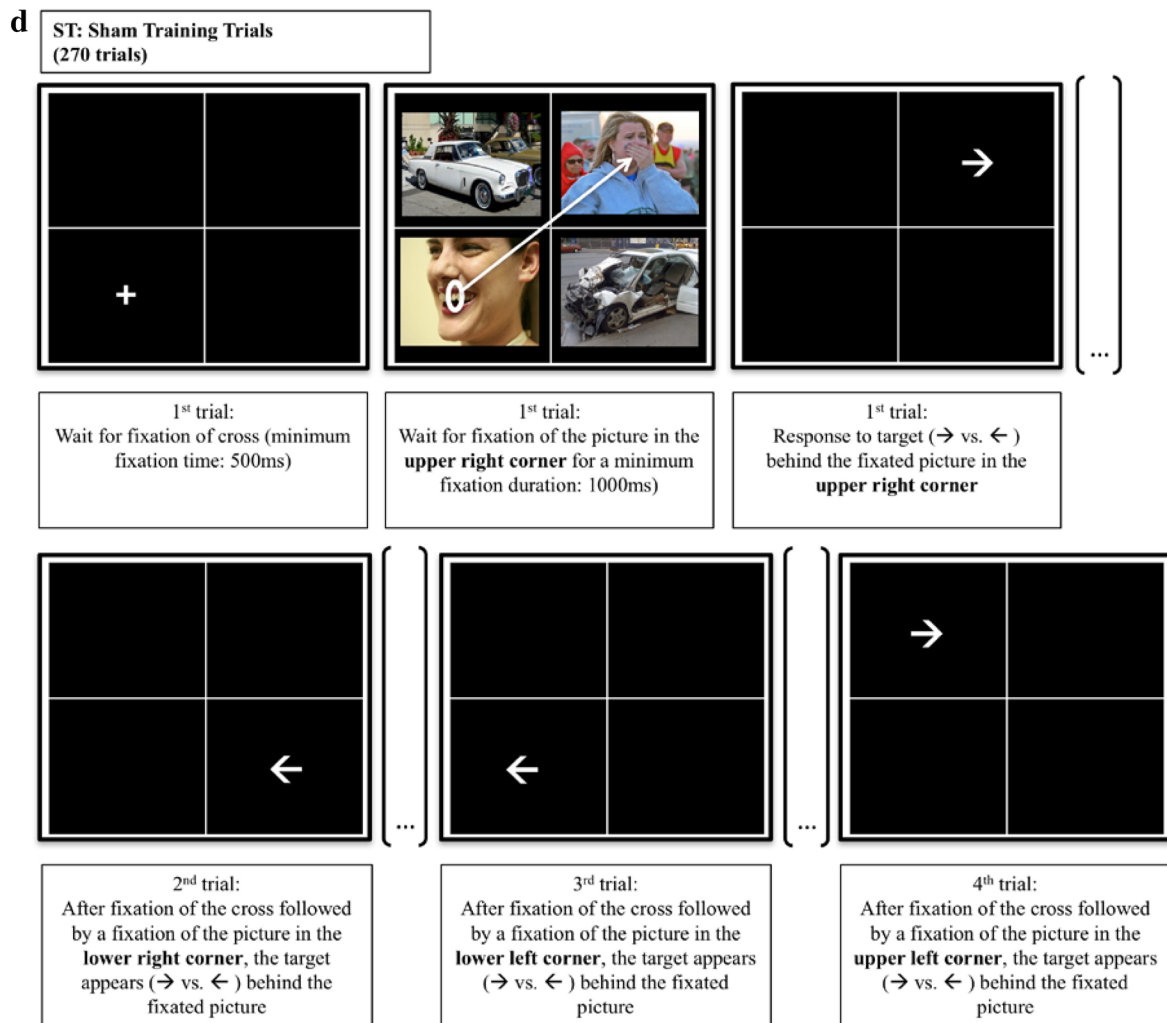 d
ST: Sham Training Trials
(270 trials)
+
→
...
1st trial:
Wait for fixation of cross (minimum
fixation time: 500ms)
1st trial:
Wait for fixation of the picture in the
upper right corner for a minimum
fixation duration: 1000ms)
1st trial:
Response to target (→ vs. ←)
behind the fixated picture in the
upper right corner
←
...
←
...
→
2nd trial:
After fixation of the cross followed
by a fixation of the picture in the
lower right corner, the target
appears (→ vs. ←) behind the
fixated picture
3rd trial:
After fixation of the cross followed
by a fixation of the picture in the
lower left corner, the target appears
(→ vs. ←) behind the fixated
picture
4th trial:
After fixation of the cross followed
by a fixation of the picture in the
upper left corner, the target appears
(→ vs. ←) behind the fixated
picture